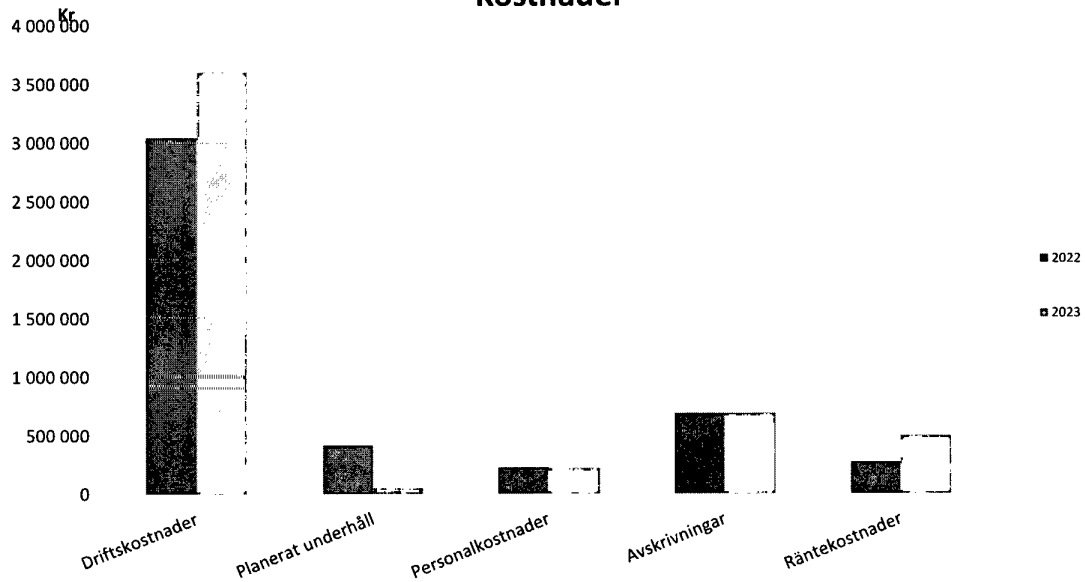 Kostnader
Kr
4 000 000
3 500 000
3 000 000
2 500 000
2 000 000
1 500 000
1 000 000
500 000
0
Driftskostnader
Planerat underhåll
Personalkostnader
Avskrivningar
Räntekostnader
2022
2023